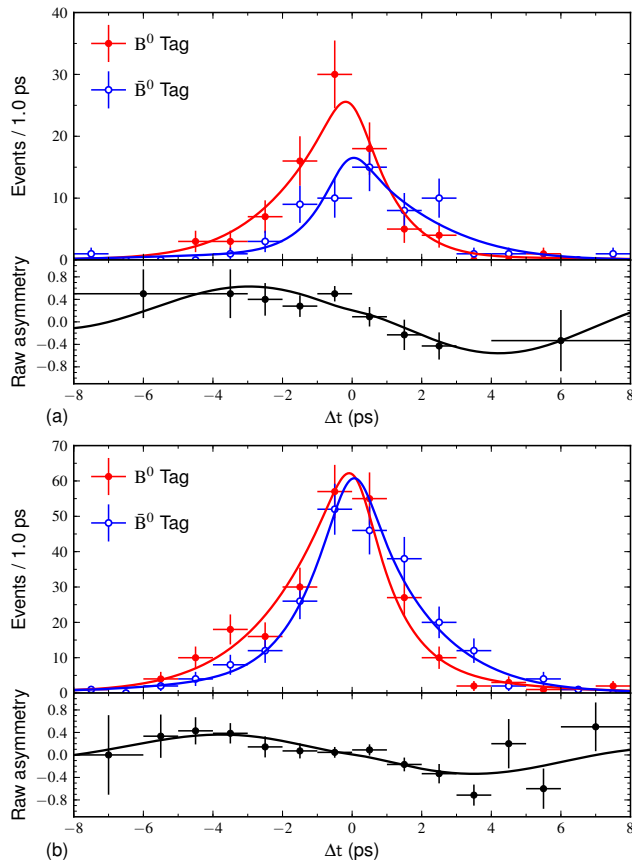 40
B⁰ Tag
B̄⁰ Tag
30
20
10
0
Events / 1.0 ps
0.8
0.4
0.0
−0.4
−0.8
Raw asymmetry
−8 −6 −4 −2 0 2 4 6 8
(a) Δt (ps)
70
B⁰ Tag
60
B̄⁰ Tag
50
40
30
20
10
0
Events / 1.0 ps
0.8
0.4
0.0
−0.4
−0.8
Raw asymmetry
−8 −6 −4 −2 0 2 4 6 8
(b) Δt (ps)